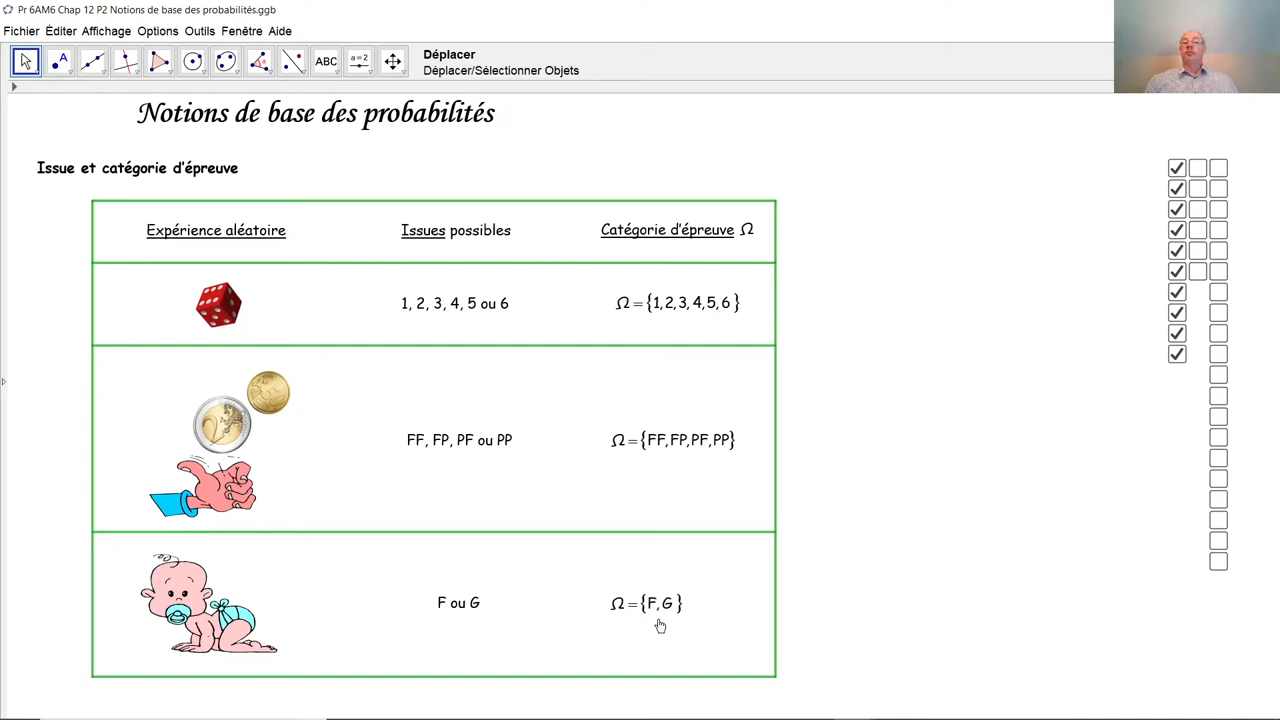 Pr 6AM6 Chap 12 P2 Notions de base des probabilités.ggb
Fichier Éditer Affichage Options Outils Fenêtre Aide
A
ABC
a=2
Déplacer
Déplacer/Sélectionner Objets
Notions de base des probabilités
Issue et catégorie d'épreuve
Expérience aléatoire Issues possibles Catégorie d'épreuve Ω
1, 2, 3, 4, 5 ou 6 Ω = {1,2,3,4,5,6}
2
FF, FP, PF ou PP Ω = {FF,FP,PF,PP}
F ou G Ω = {F,G}